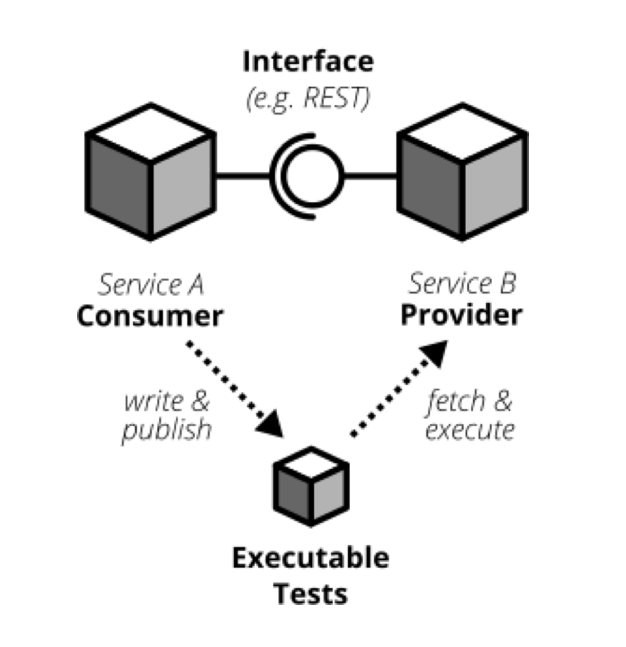 Interface
(e.g. REST)
Service A
Consumer
Service B
Provider
write &
publish
fetch &
execute
Executable
Tests